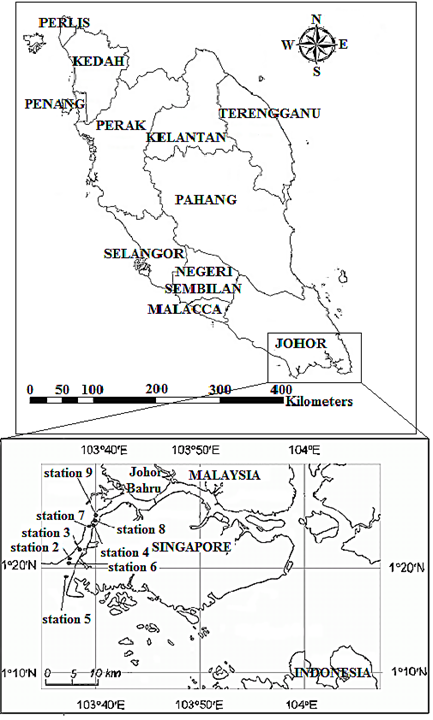 PERLIS
N
KEDAH
W E
S
PENANG
TERENGGANU
PERAK
KELANTAN
PAHANG
SELANGOR
NEGERI
SEMBILAN
MALACCA
JOHOR
0 25 50 100 200 300 400
Kilometers
103°40'E 103°50'E 104°E
station 9
Johor
Bahru
MALAYSIA
station 7
station 8
station 3
station 2
station 4
SINGAPORE
station 6
1°20'N 1°20'N
station 5
1°10'N 1°10'N
INDONESIA
0 5 10 km
103°40'E 103°50'E 104°E